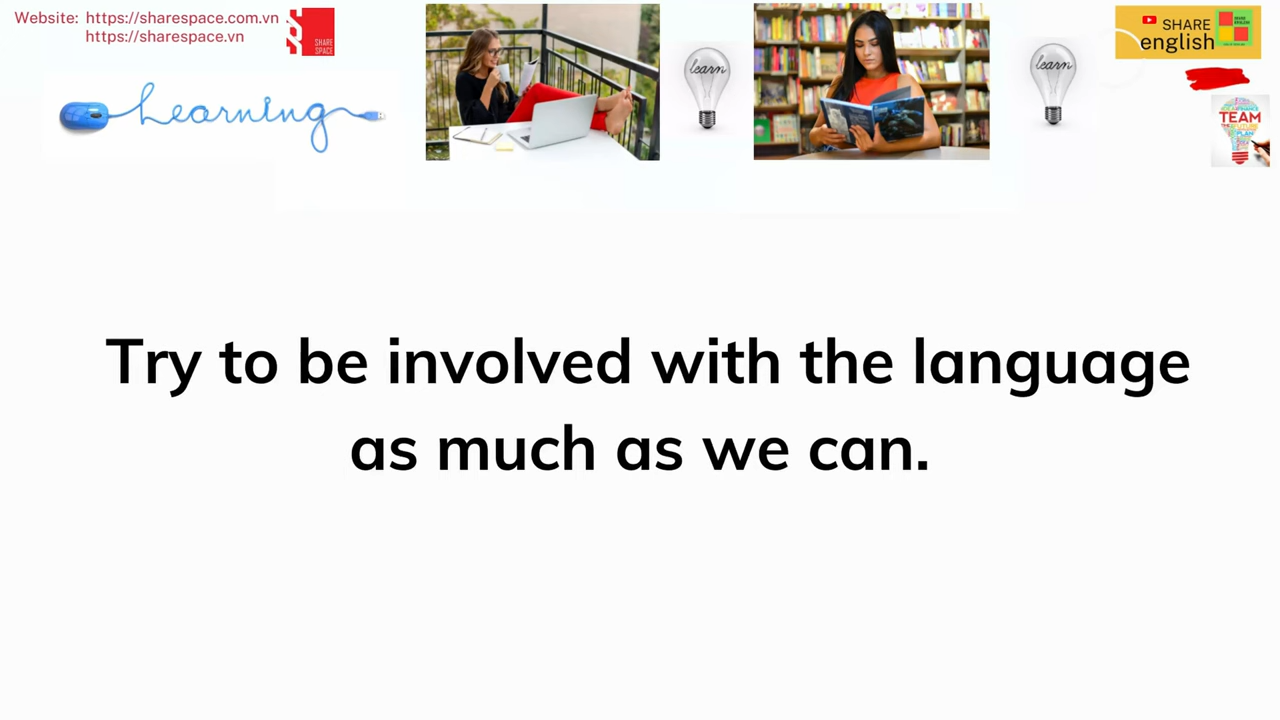 Website: https://sharespace.com.vn
https://sharespace.vn
SHARE
SPACE
Learning
learn
learn
SHARE
english
TEAM
PLAN
Try to be involved with the language
as much as we can.